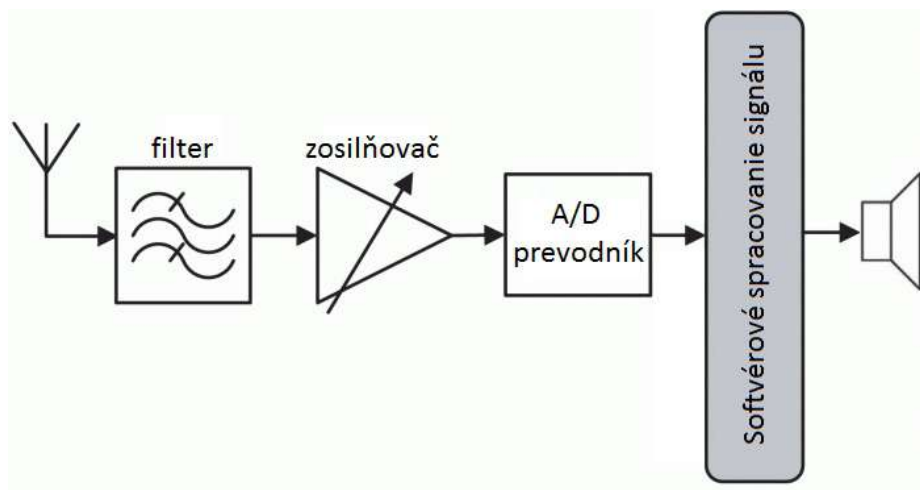 filter
zosilňovač
A/D
prevodník
Softvérové spracovanie signálu